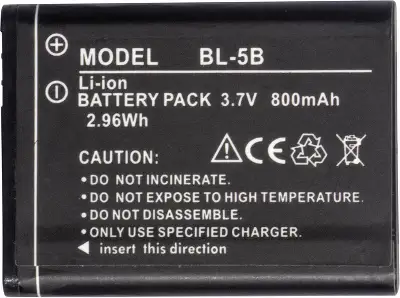 MODEL BL-5B
Li-ion
BATTERY PACK 3.7V 800mAh
2.96Wh
CAUTION:
CE
• DO NOT INCINERATE.
• DO NOT EXPOSE TO HIGH TEMPERATURE.
• DO NOT DISASSEMBLE.
• ONLY USE SPECIFIED CHARGER.
insert this direction